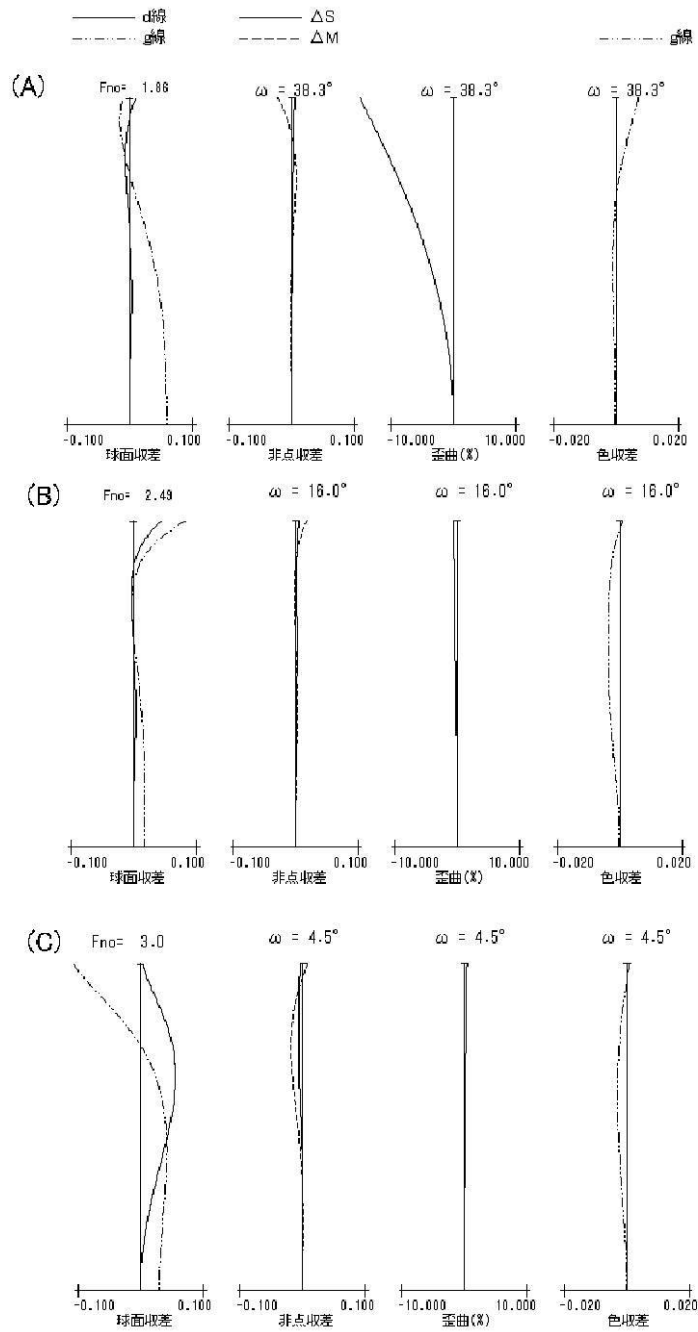 d線 ΔS
g線 ΔM g線
(A) Fno= 1.86 ω = 38.3° ω = 38.3° ω = 38.3°
-0.100 0.100 -0.100 0.100 -10.000 10.000 -0.020 0.020
球面収差 非点収差 歪曲(%) 色収差
(B) Fno= 2.49 ω = 16.0° ω = 16.0° ω = 16.0°
-0.100 0.100 -0.100 0.100 -10.000 10.000 -0.020 0.020
球面収差 非点収差 歪曲(%) 色収差
(C) Fno= 3.0 ω = 4.5° ω = 4.5° ω = 4.5°
-0.100 0.100 -0.100 0.100 -10.000 10.000 -0.020 0.020
球面収差 非点収差 歪曲(%) 色収差